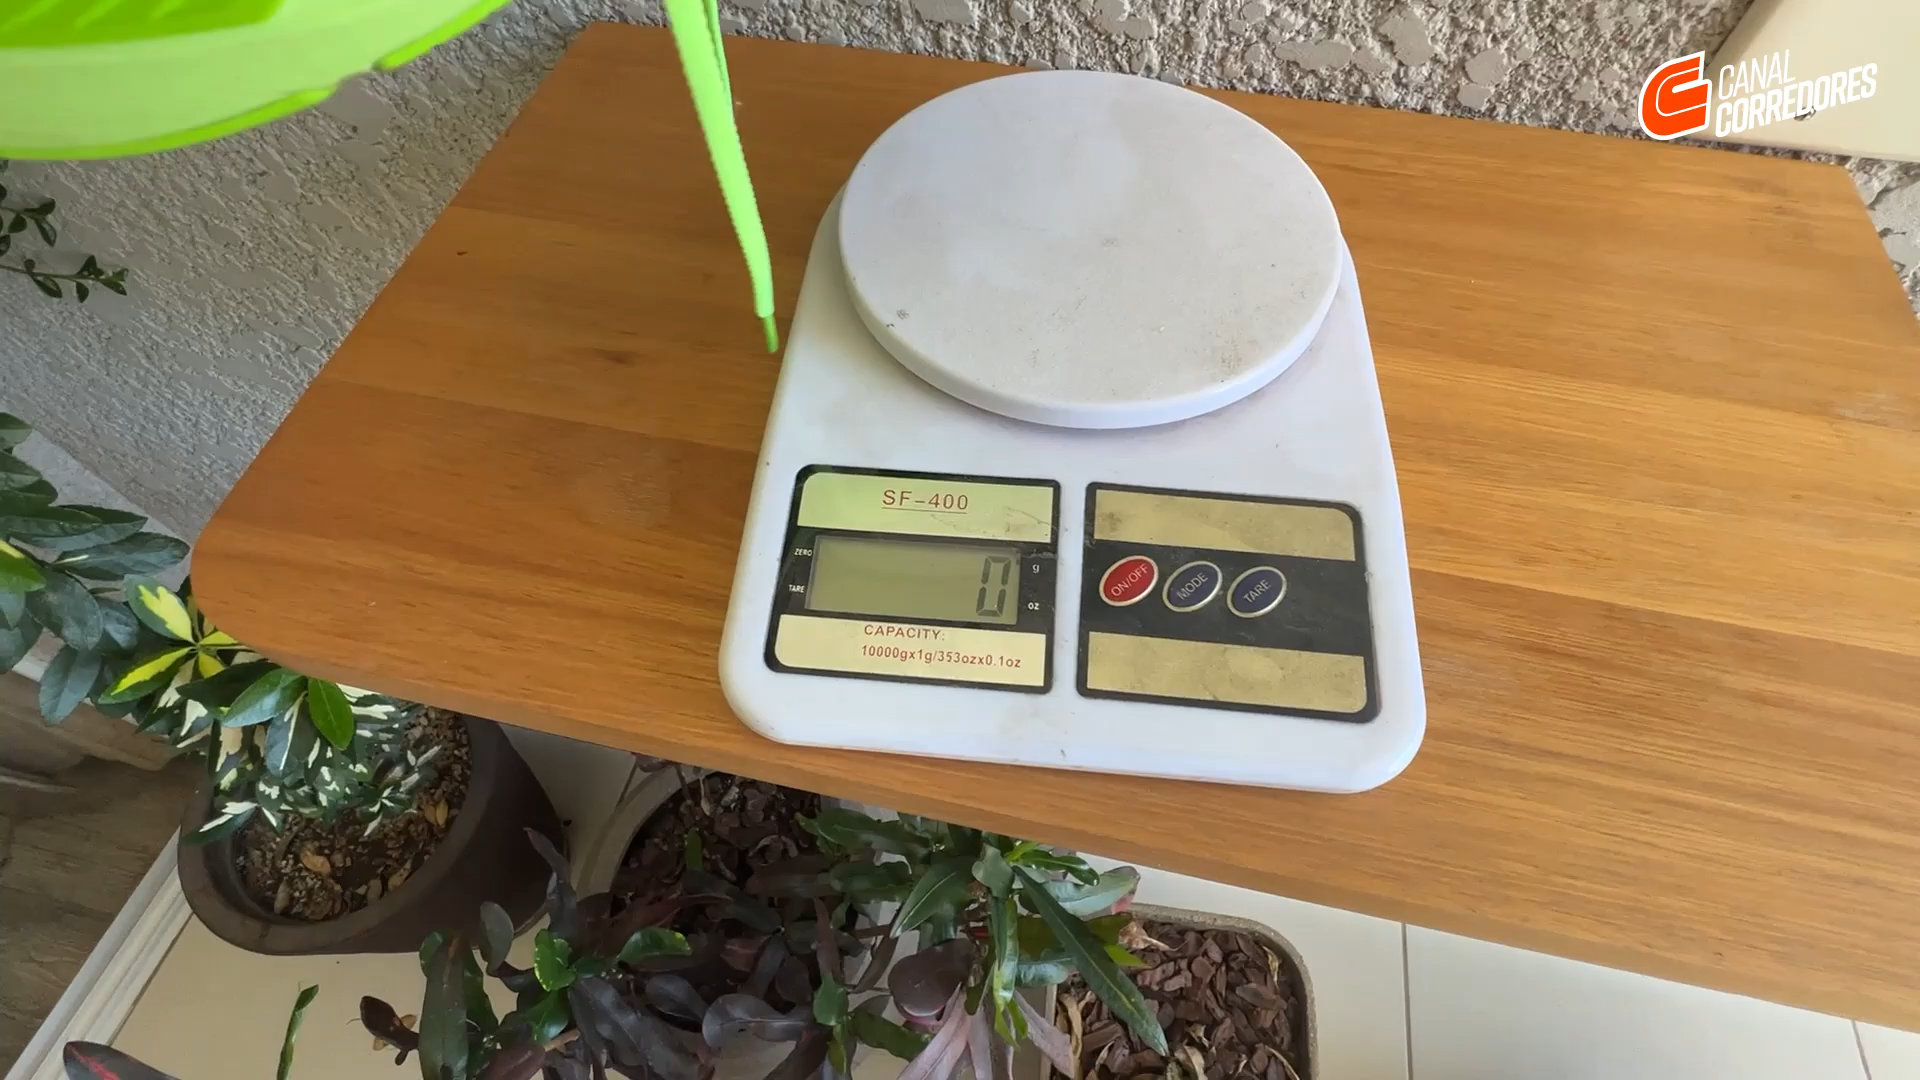 CANAL
CORREDORES
SF-400
ZERO
TARE
0
g
oz
CAPACITY:
10000gx1g/353ozx0.1oz
ON/OFF
MODE
TARE